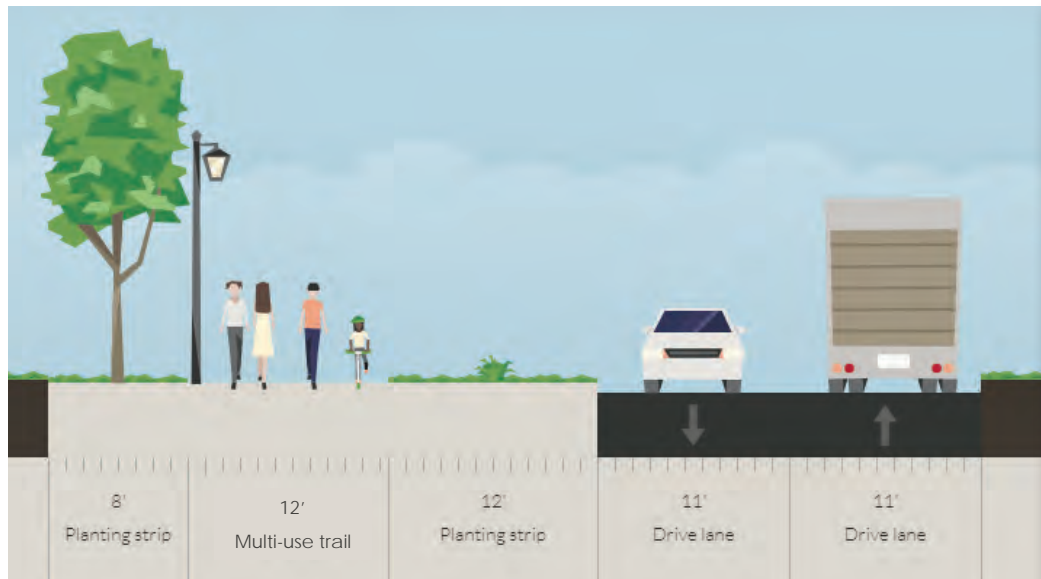 8'
Planting strip
12'
Multi-use trail
12'
Planting strip
11'
Drive lane
11'
Drive lane